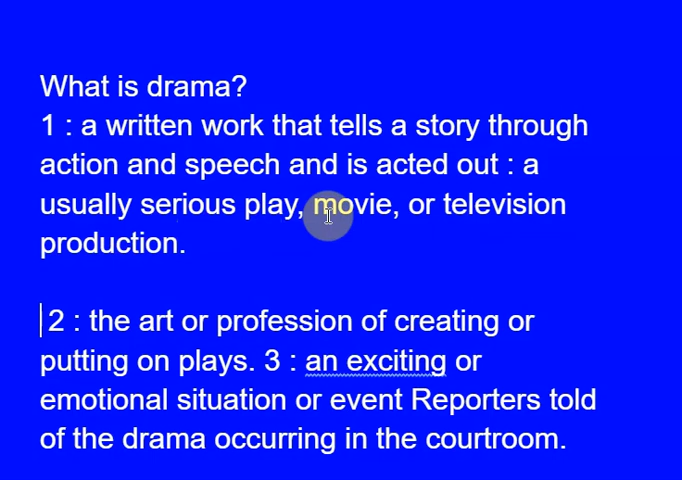 What is drama?
1 : a written work that tells a story through
action and speech and is acted out : a
usually serious play, movie, or television
production.
2 : the art or profession of creating or
putting on plays. 3 : an exciting or
emotional situation or event Reporters told
of the drama occurring in the courtroom.